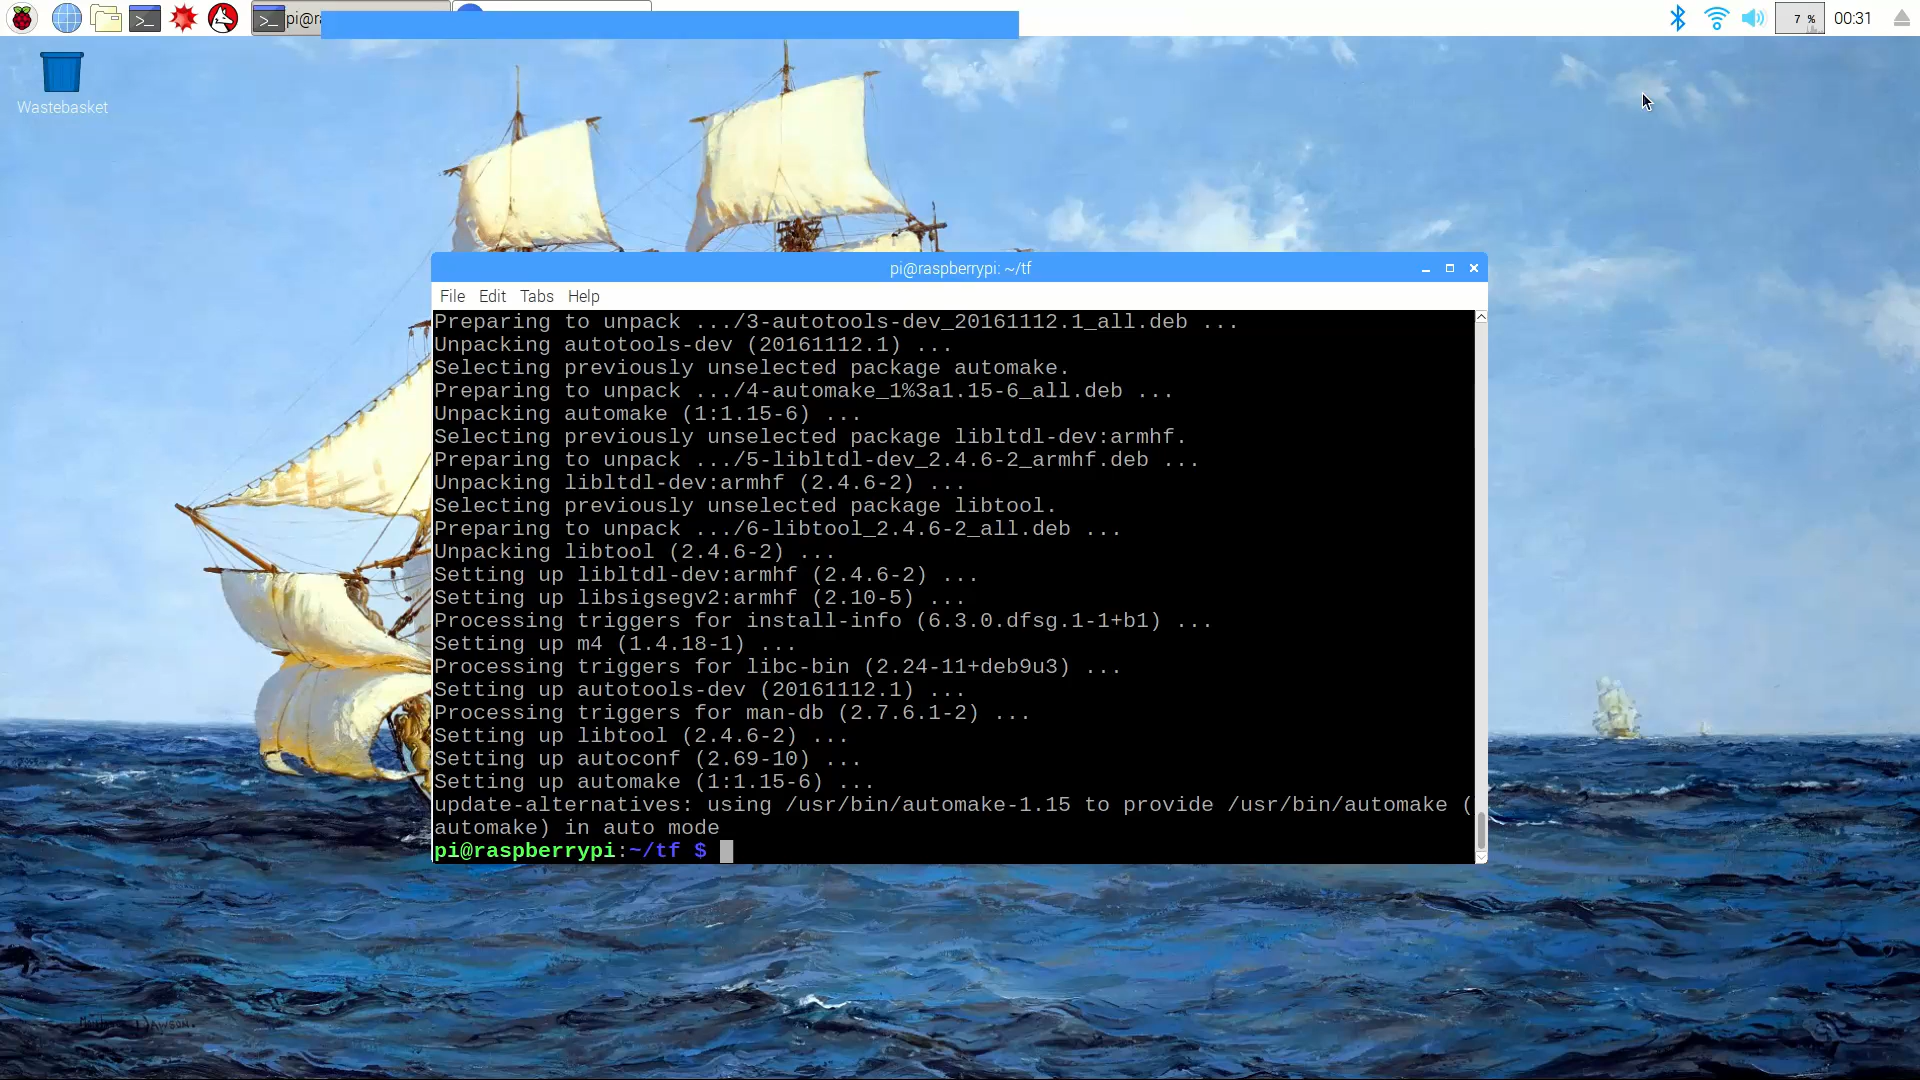 pi@ra
7 %
00:31
Wastebasket
pi@raspberrypi: ~/tf
File Edit Tabs Help
Preparing to unpack .../3-autotools-dev_20161112.1_all.deb ...
Unpacking autotools-dev (20161112.1) ...
Selecting previously unselected package automake.
Preparing to unpack .../4-automake_1%3a1.15-6_all.deb ...
Unpacking automake (1:1.15-6) ...
Selecting previously unselected package libltdl-dev:armhf.
Preparing to unpack .../5-libltdl-dev_2.4.6-2_armhf.deb ...
Unpacking libltdl-dev:armhf (2.4.6-2) ...
Selecting previously unselected package libtool.
Preparing to unpack .../6-libtool_2.4.6-2_all.deb ...
Unpacking libtool (2.4.6-2) ...
Setting up libltdl-dev:armhf (2.4.6-2) ...
Setting up libsigsegv2:armhf (2.10-5) ...
Processing triggers for install-info (6.3.0.dfsg.1-1+b1) ...
Setting up m4 (1.4.18-1) ...
Processing triggers for libc-bin (2.24-11+deb9u3) ...
Setting up autotools-dev (20161112.1) ...
Processing triggers for man-db (2.7.6.1-2) ...
Setting up libtool (2.4.6-2) ...
Setting up autoconf (2.69-10) ...
Setting up automake (1:1.15-6) ...
update-alternatives: using /usr/bin/automake-1.15 to provide /usr/bin/automake (
automake) in auto mode
pi@raspberrypi:~/tf $